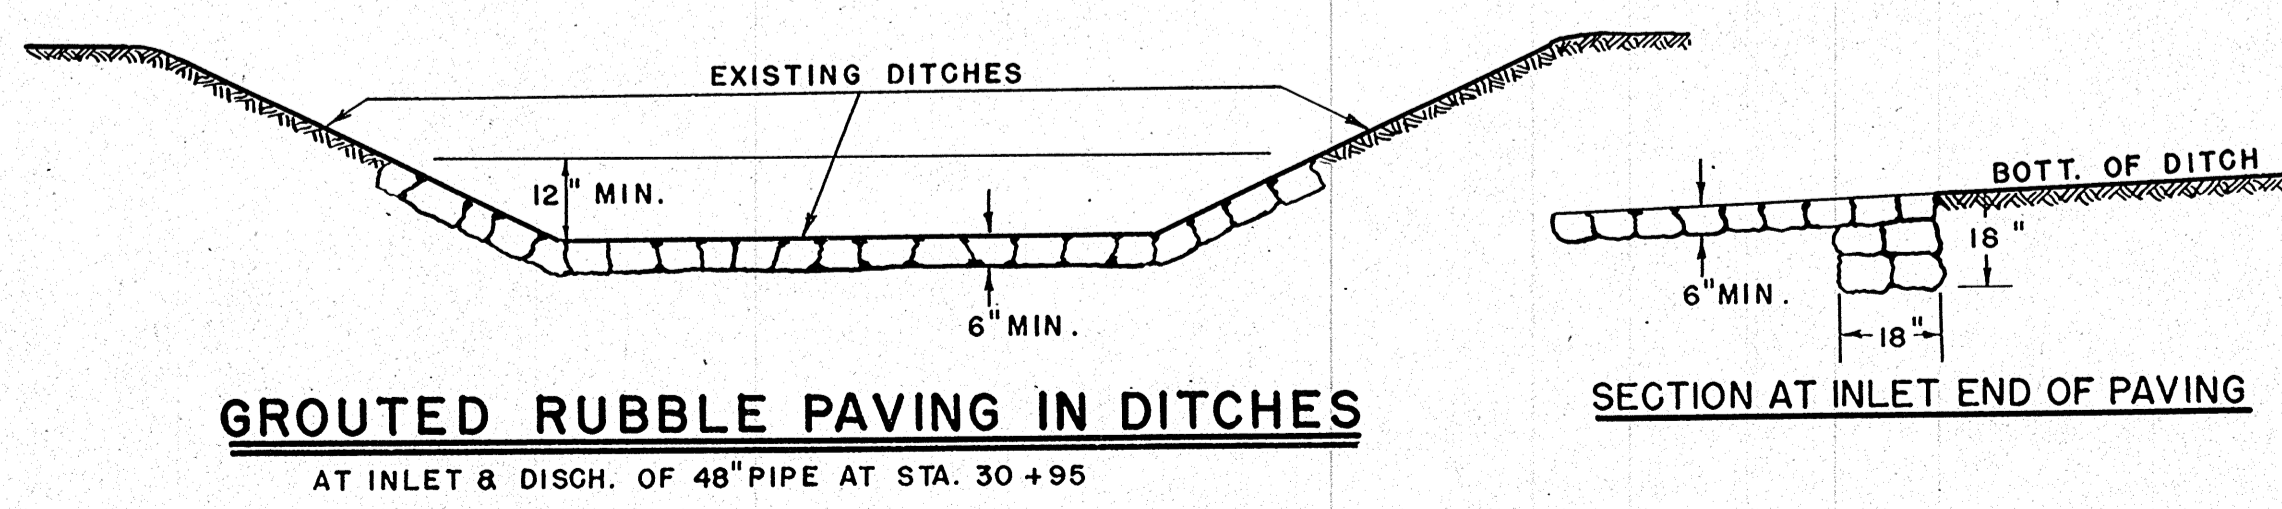 EXISTING DITCHES
12" MIN.
6" MIN.
GROUTED RUBBLE PAVING IN DITCHES
AT INLET & DISCH. OF 48" PIPE AT STA. 30+95
BOTT. OF DITCH
18"
6" MIN.
18"
SECTION AT INLET END OF PAVING